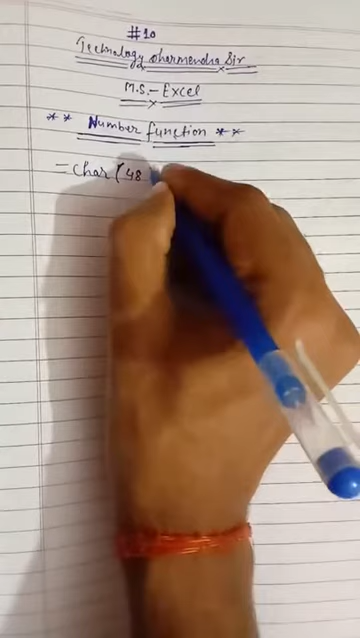 #10
Technology Dharmendra Sir
M.S.-Excel
** Number function **
=char(48